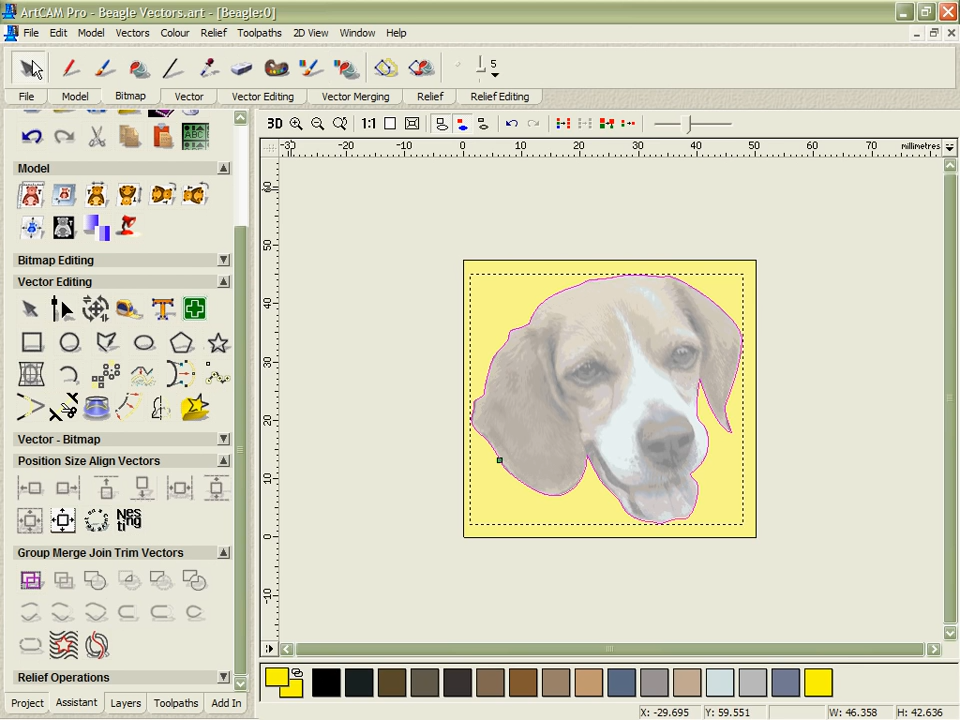 ArtCAM Pro - Beagle Vectors.art - [Beagle:0]
File Edit Model Vectors Colour Relief Toolpaths 2D View Window Help
5
File Model Bitmap Vector Vector Editing Vector Merging Relief Relief Editing
3D 1:1
ABC
-30 -20 -10 0 10 20 30 40 50 60 70 millimetres
60
50
40
30
20
10
0
-10
Model
Bitmap Editing
Vector Editing
Vector - Bitmap
Position Size Align Vectors
Nes
ting
Group Merge Join Trim Vectors
Relief Operations
Project Assistant Layers Toolpaths Add In
X: -29.695 Y: 59.551 W: 46.358 H: 42.636